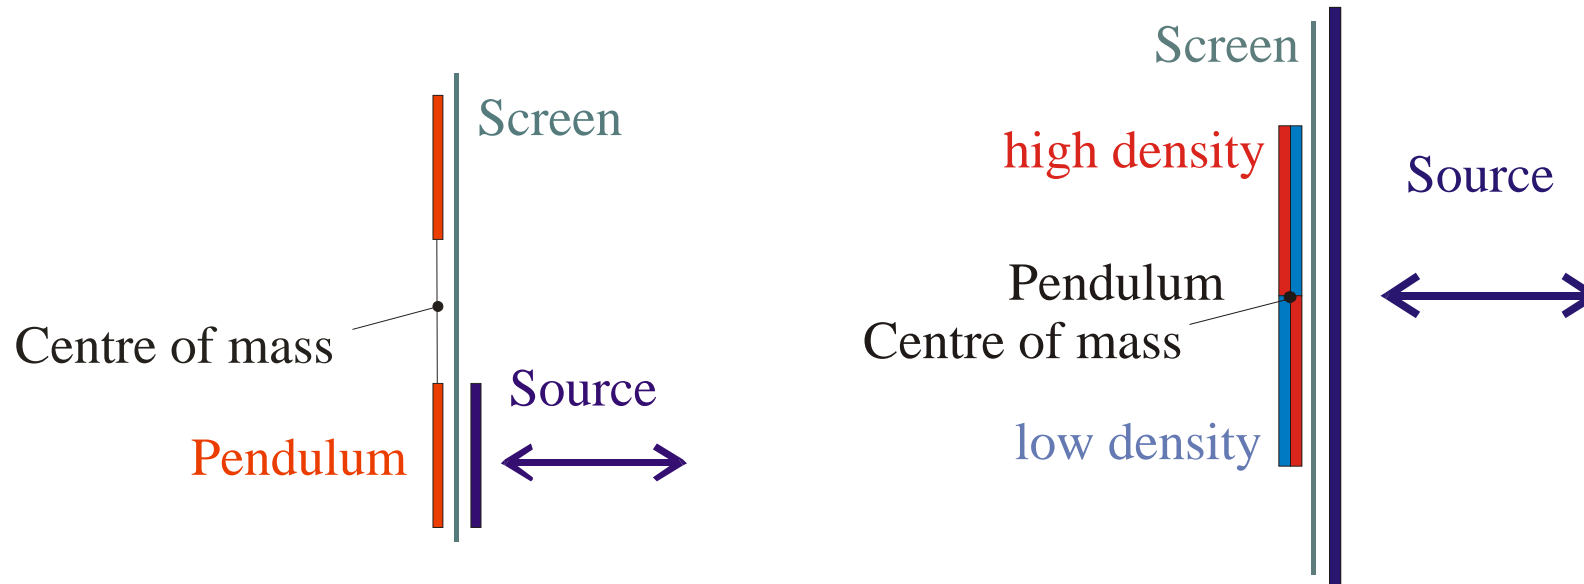 Screen
Centre of mass
Source
Pendulum
Screen
high density
Source
Pendulum
Centre of mass
low density